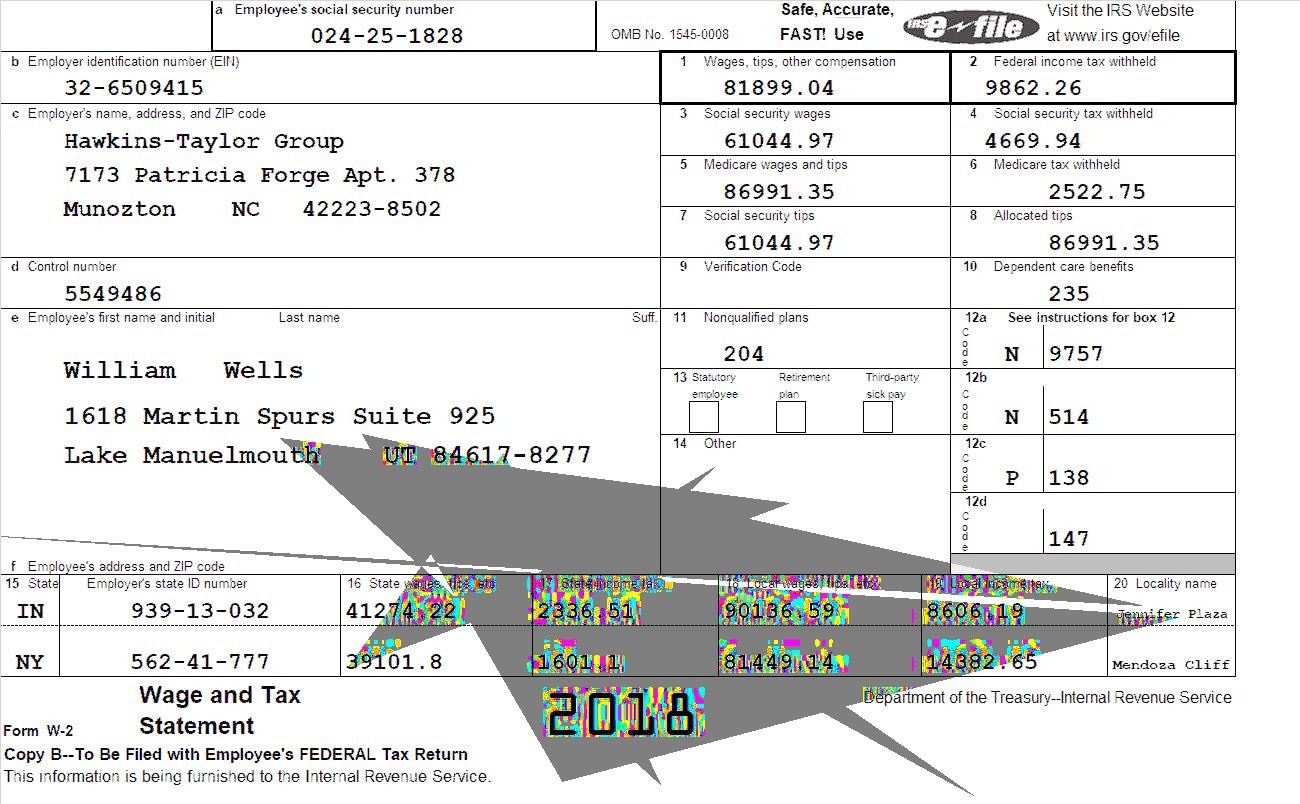 a Employee's social security number
024-25-1828
OMB No. 1545-0008
Safe, Accurate,
FAST! Use
IRS e-file
Visit the IRS Website
at www.irs gov/efile
b Employer identification number (EIN)
32-6509415
1 Wages, tips, other compensation
81899.04
2 Federal income tax withheld
9862.26
c Employer's name, address, and ZIP code
Hawkins-Taylor Group
7173 Patricia Forge Apt. 378
Munozton NC 42223-8502
3 Social security wages
61044.97
4 Social security tax withheld
4669.94
5 Medicare wages and tips
86991.35
6 Medicare tax withheld
2522.75
7 Social security tips
61044.97
8 Allocated tips
86991.35
d Control number
5549486
9 Verification Code
10 Dependent care benefits
235
e Employee's first name and initial Last name Suff.
William Wells
1618 Martin Spurs Suite 925
Lake Manuelmouth UT 84617-8277
11 Nonqualified plans
204
12a See instructions for box 12
Code N 9757
13 Statutory employee
Retirement plan
Third-party sick pay
12b
Code N 514
14 Other
12c
Code P 138
12d
Code 147
f Employee's address and ZIP code
15 State Employer's state ID number 16 State wages, tips, etc. 17 State income tax 18 Local wages, tips, etc. 19 Local income tax 20 Locality name
IN 939-13-032 41274.22 2336.51 90136.59 8606.19 Jennifer Plaza
NY 562-41-777 39101.8 1601.1 81449.14 14382.65 Mendoza Cliff
Form W-2
Wage and Tax
Statement
2018
Department of the Treasury--Internal Revenue Service
Copy B--To Be Filed with Employee's FEDERAL Tax Return
This information is being furnished to the Internal Revenue Service.